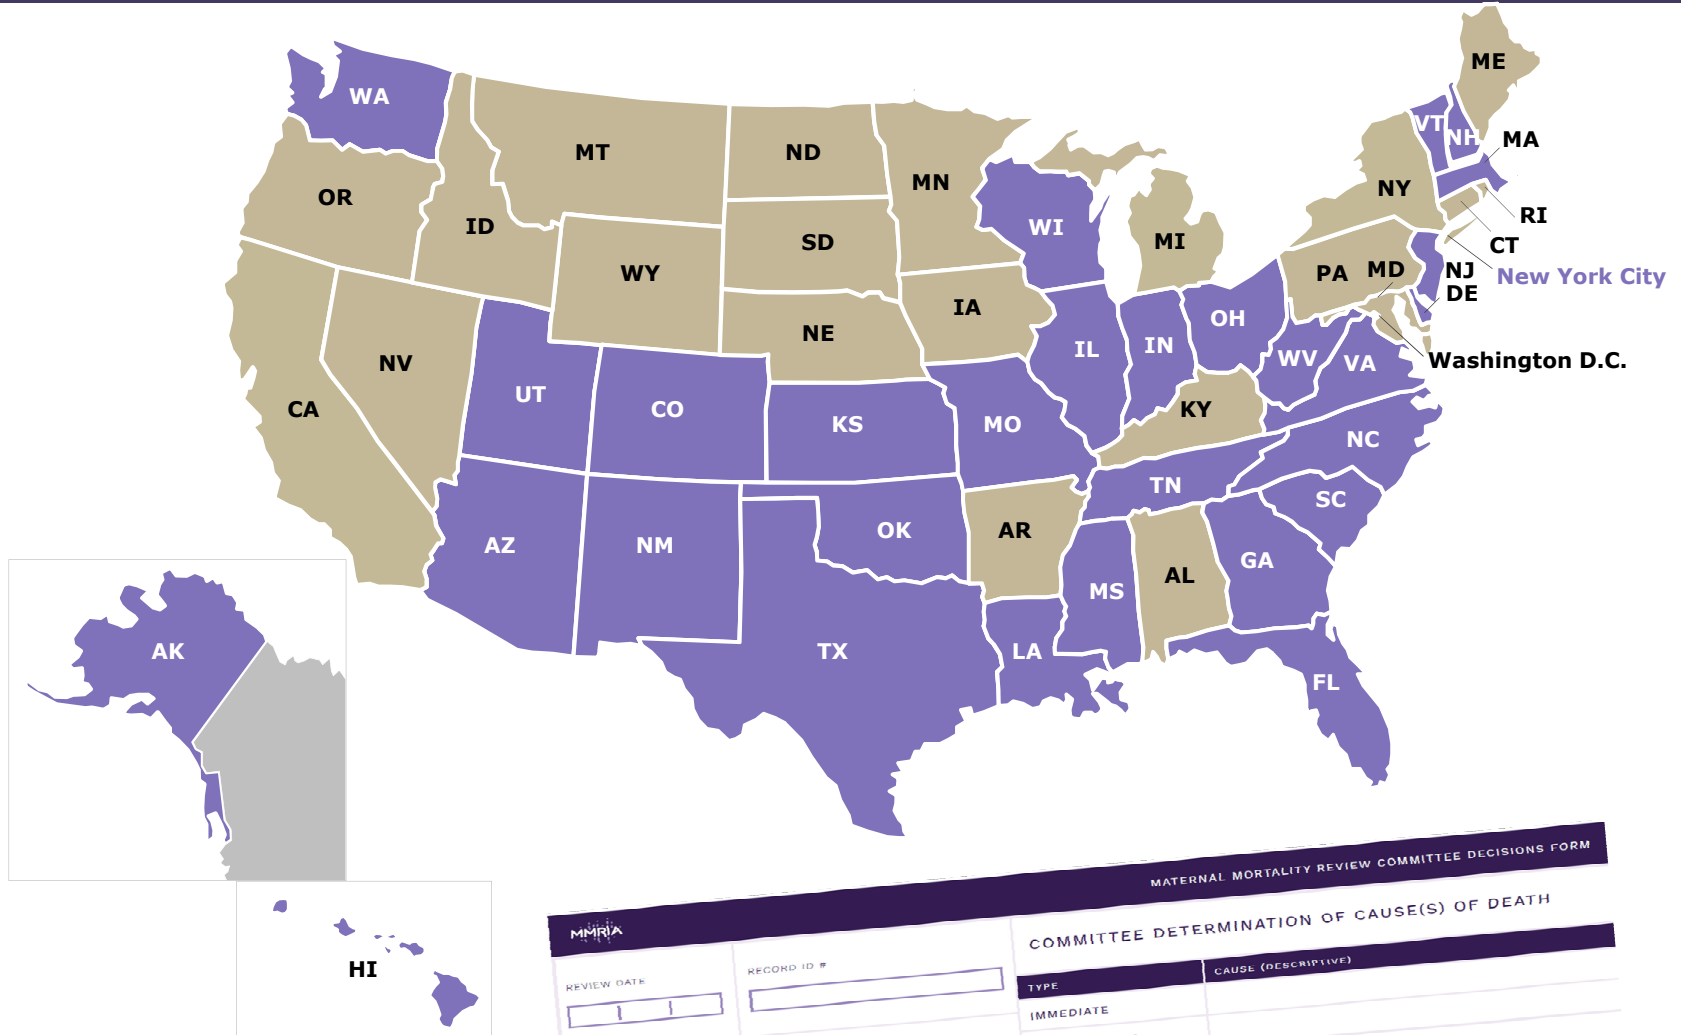 ME
WA
VT
NH
MA
MT
ND
MN
NY
OR
ID
SD
WI
MI
RI
CT
WY
PA
MD
NJ
New York City
DE
NE
IA
OH
IL
IN
WV
VA
Washington D.C.
NV
UT
CO
KS
MO
KY
CA
NC
TN
SC
AZ
NM
OK
AR
GA
AL
MS
AK
TX
LA
FL
HI
MATERNAL MORTALITY REVIEW COMMITTEE DECISIONS FORM
MMRIA
COMMITTEE DETERMINATION OF CAUSE(S) OF DEATH
REVIEW DATE
RECORD ID #
TYPE
CAUSE (DESCRIPTIVE)
IMMEDIATE